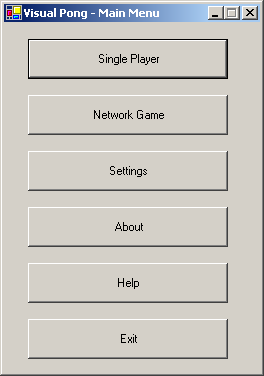 Visual Pong - Main Menu
Single Player
Network Game
Settings
About
Help
Exit